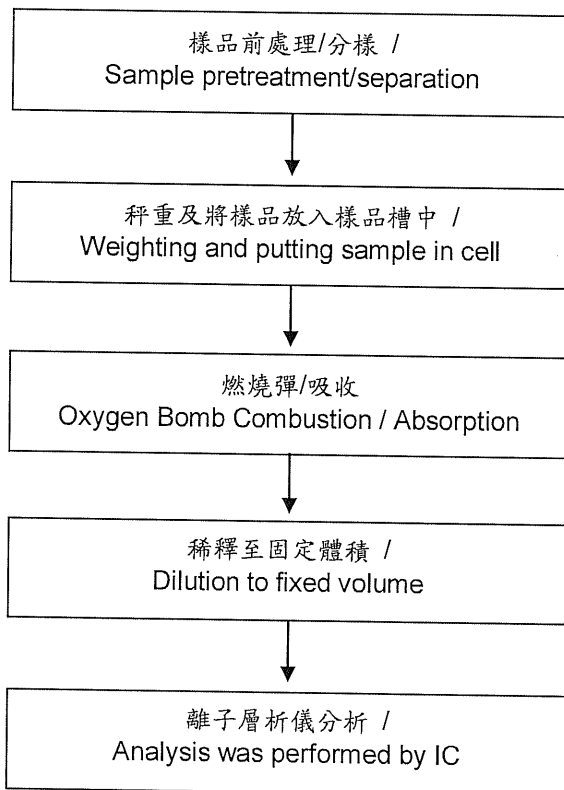 樣品前處理/分樣 /
Sample pretreatment/separation
秤重及將樣品放入樣品槽中 /
Weighting and putting sample in cell
燃燒彈/吸收
Oxygen Bomb Combustion / Absorption
稀釋至固定體積 /
Dilution to fixed volume
離子層析儀分析 /
Analysis was performed by IC